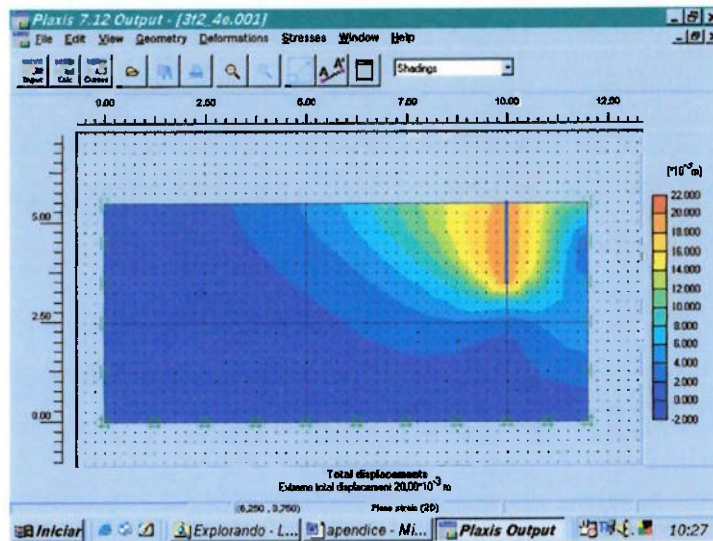 Plaxis 7.12 Output - [3f2_4e.001]
File Edit View Geometry Deformations Stresses Window Help
Input Calc Curves Shadings
0.00 2.50 5.00 7.50 10.00 12.50
[*10^-3 m]
22.000
20.000
18.000
16.000
14.000
12.000
10.000
8.000
6.000
4.000
2.000
0.000
-2.000
5.00
2.50
0.00
Total displacements
Extreme total displacement 20,00*10^-3 m
(6,250 , 3,750) Plane strain (2D)
Iniciar Explorando - L... apendice - Mi... Plaxis Output 10:27